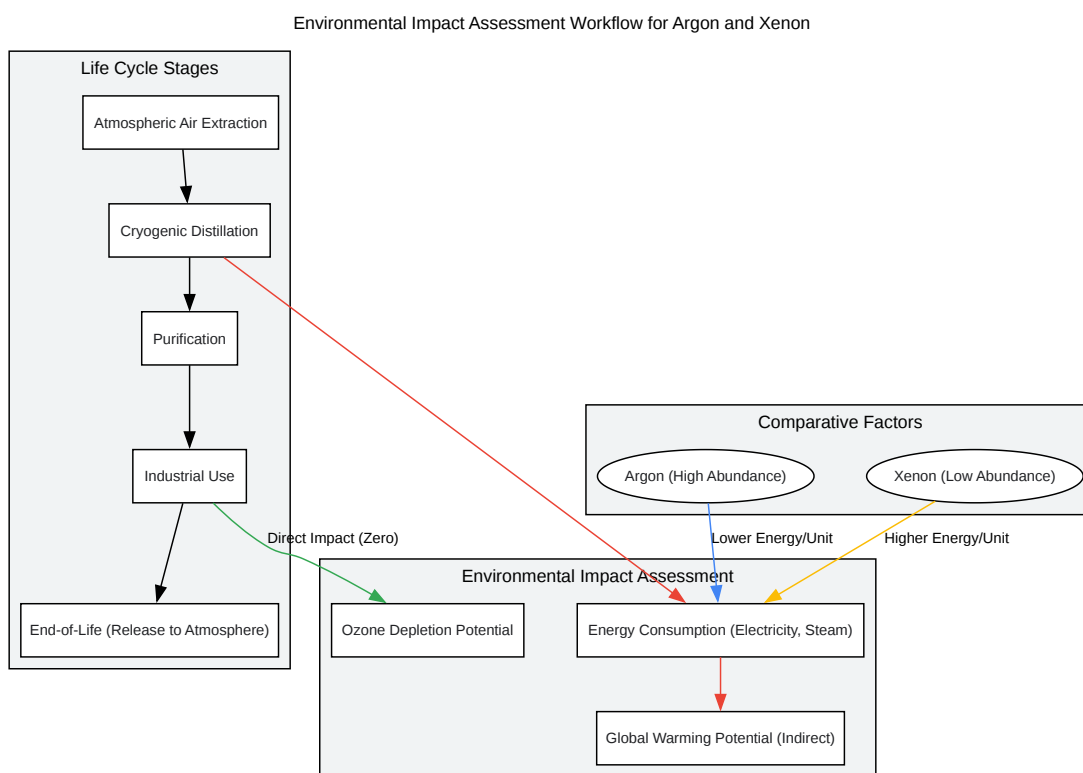 Environmental Impact Assessment Workflow for Argon and Xenon
Life Cycle Stages
Atmospheric Air Extraction
Cryogenic Distillation
Purification
Industrial Use
End-of-Life (Release to Atmosphere)
Comparative Factors
Argon (High Abundance)
Xenon (Low Abundance)
Direct Impact (Zero)
Lower Energy/Unit
Higher Energy/Unit
Environmental Impact Assessment
Ozone Depletion Potential
Energy Consumption (Electricity, Steam)
Global Warming Potential (Indirect)